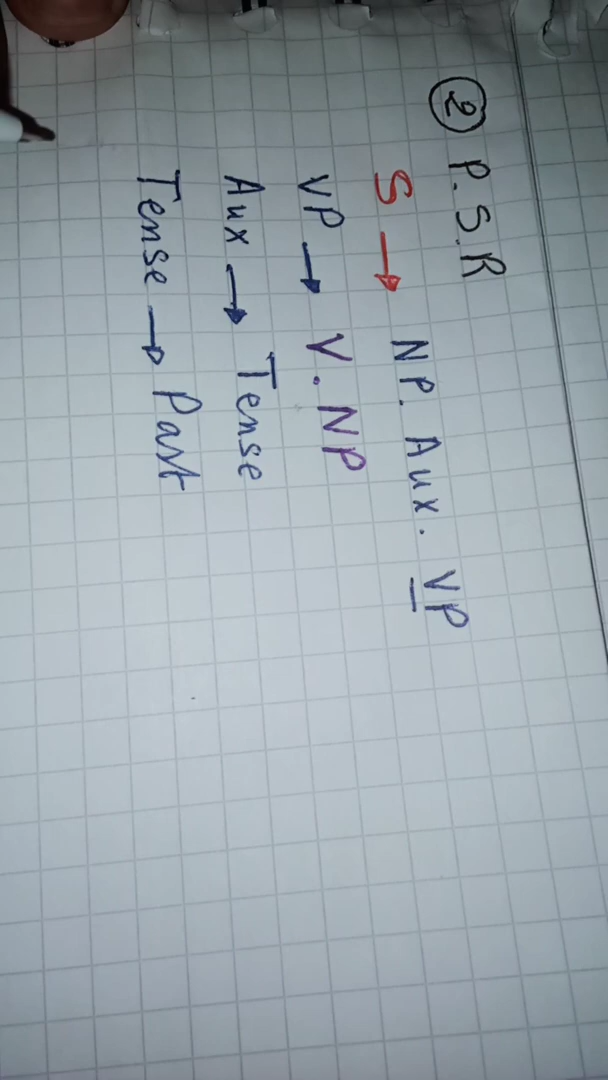 ② P.S.R
S → NP. Aux. VP
VP → V. NP
Aux → Tense
Tense → Past